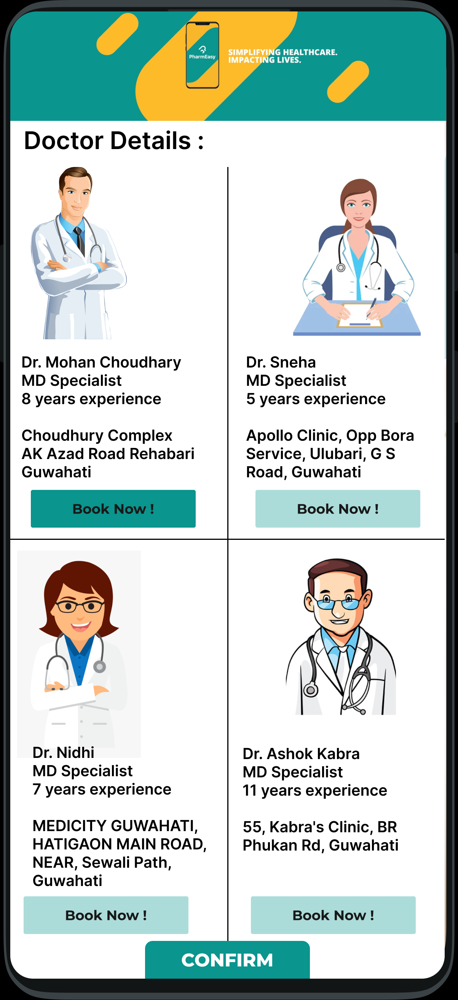 PharmEasy
SIMPLIFYING HEALTHCARE.
IMPACTING LIVES.
Doctor Details :
Dr. Mohan Choudhary
MD Specialist
8 years experience
Choudhury Complex
AK Azad Road Rehabari
Guwahati
Book Now !
Dr. Sneha
MD Specialist
5 years experience
Apollo Clinic, Opp Bora
Service, Ulubari, G S
Road, Guwahati
Book Now !
Dr. Nidhi
MD Specialist
7 years experience
MEDICITY GUWAHATI,
HATIGAON MAIN ROAD,
NEAR, Sewali Path,
Guwahati
Book Now !
Dr. Ashok Kabra
MD Specialist
11 years experience
55, Kabra's Clinic, BR
Phukan Rd, Guwahati
Book Now !
CONFIRM